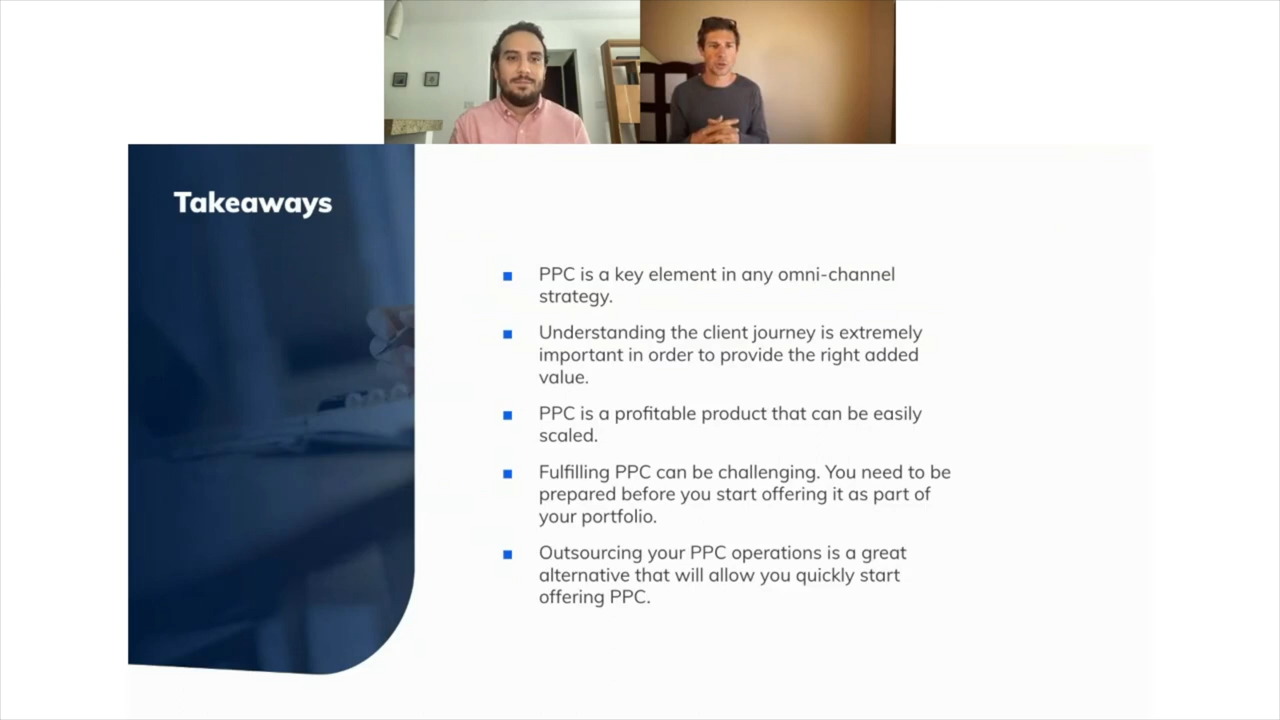 Takeaways
PPC is a key element in any omni-channel
strategy.
Understanding the client journey is extremely
important in order to provide the right added
value.
PPC is a profitable product that can be easily
scaled.
Fulfilling PPC can be challenging. You need to be
prepared before you start offering it as part of
your portfolio.
Outsourcing your PPC operations is a great
alternative that will allow you quickly start
offering PPC.